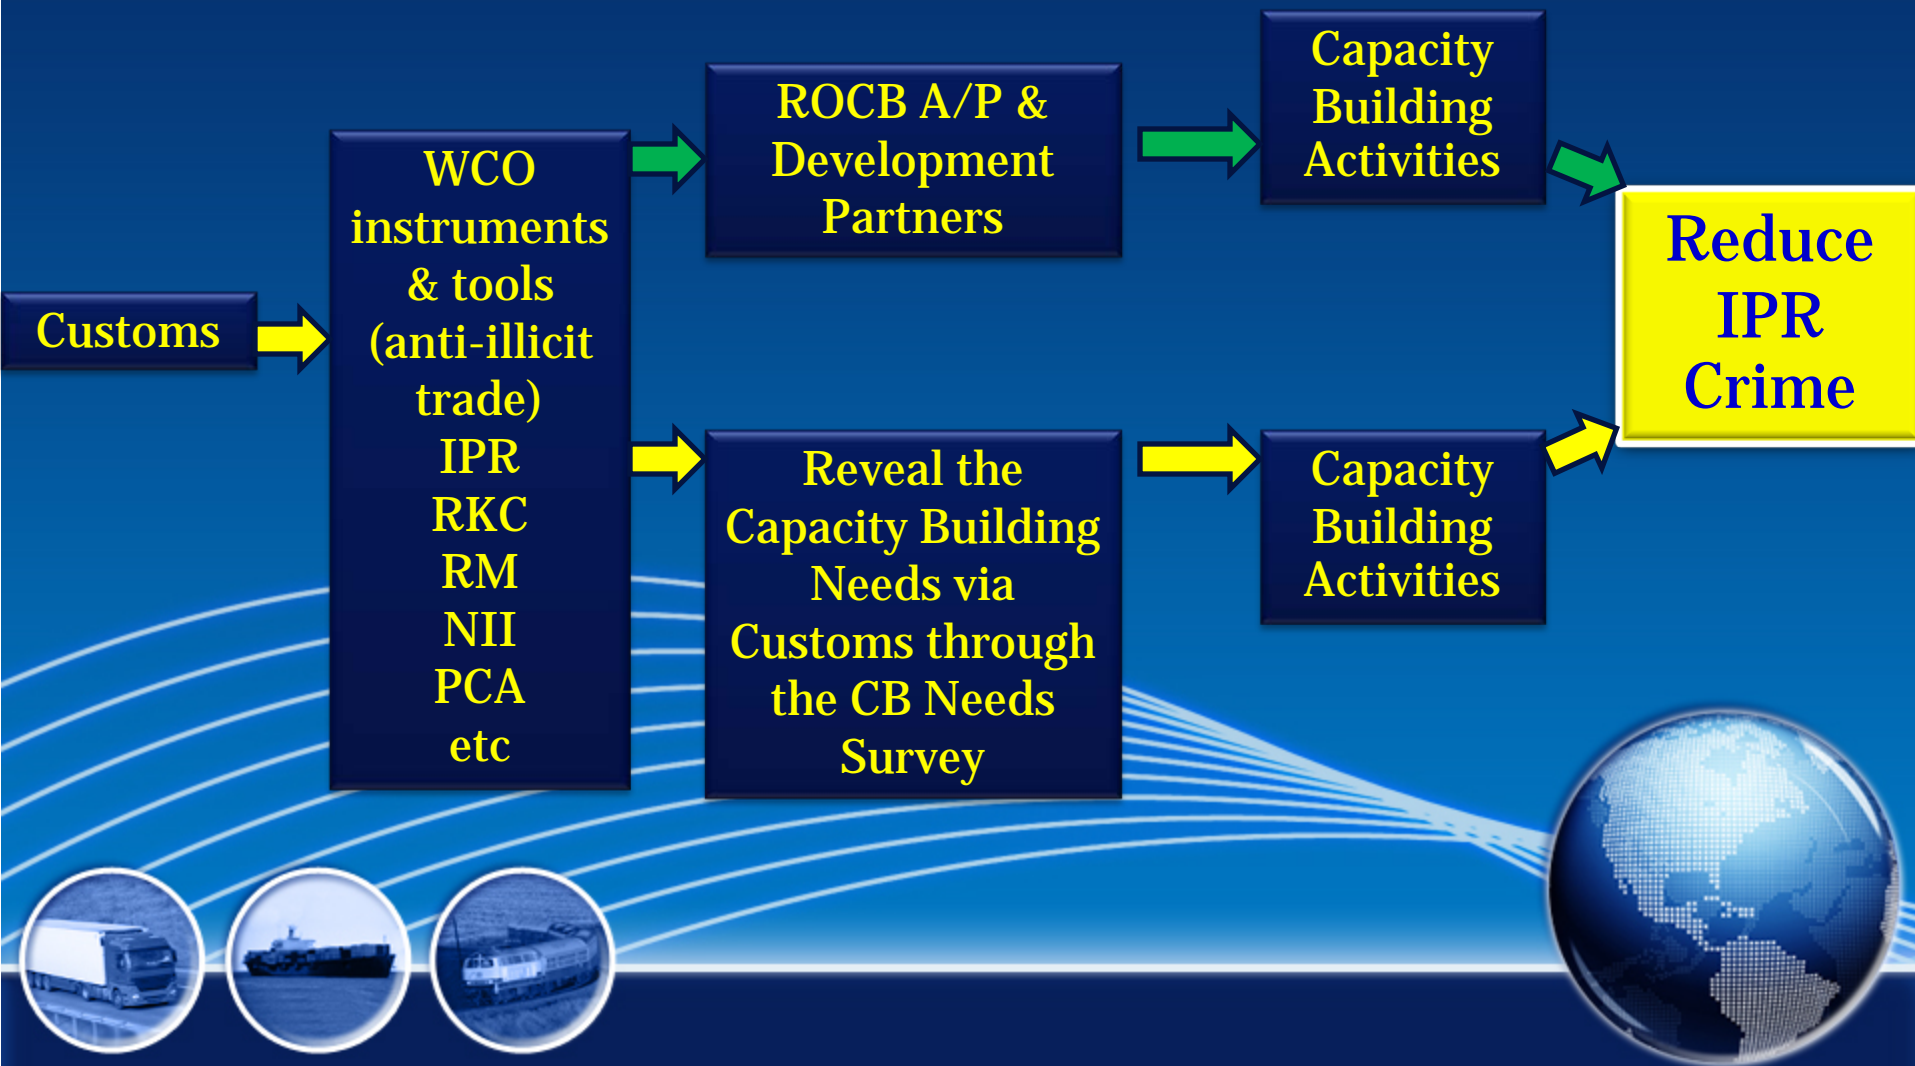 Customs
WCO
instruments
& tools
(anti-illicit
trade)
IPR
RKC
RM
NII
PCA
etc
ROCB A/P &
Development
Partners
Capacity
Building
Activities
Reveal the
Capacity Building
Needs via
Customs through
the CB Needs
Survey
Capacity
Building
Activities
Reduce
IPR
Crime